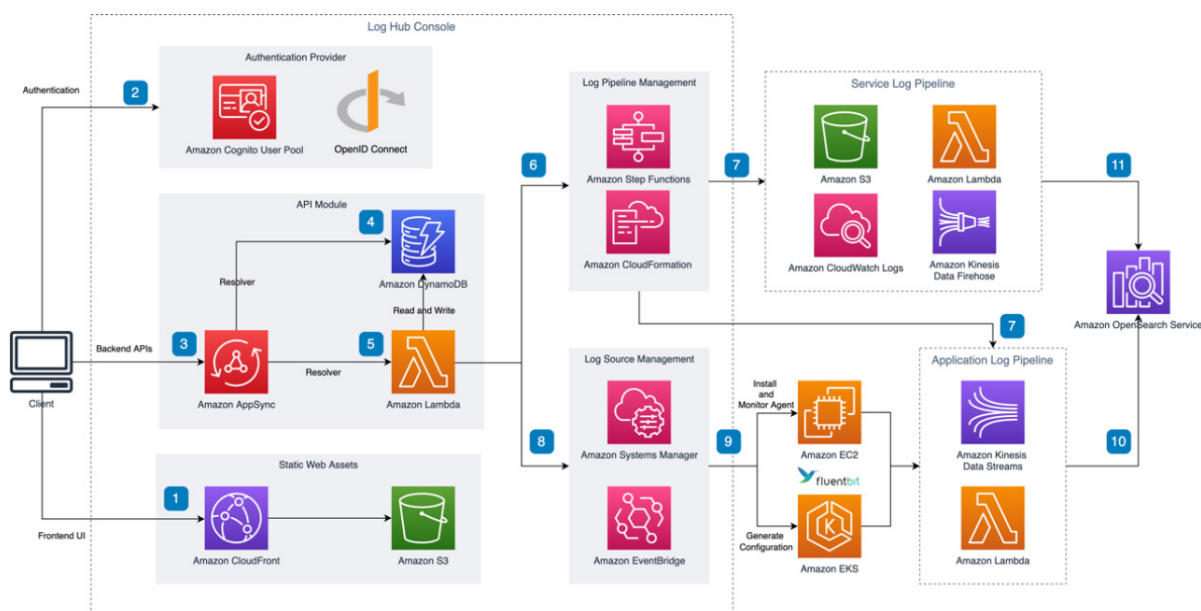 Log Hub Console
Authentication Provider
Authentication
2
Amazon Cognito User Pool
OpenID Connect
Log Pipeline Management
6
Amazon Step Functions
Amazon CloudFormation
7
Service Log Pipeline
Amazon S3
Amazon Lambda
Amazon CloudWatch Logs
Amazon Kinesis
Data Firehose
11
API Module
4
Resolver
Amazon DynamoDB
Read and Write
Client
Backend APIs
3
Amazon AppSync
Resolver
5
Amazon Lambda
Amazon OpenSearch Service
7
Log Source Management
8
Amazon Systems Manager
Amazon EventBridge
9
Install
and
Monitor Agent
Amazon EC2
fluentbit
Generate
Configuration
Amazon EKS
Application Log Pipeline
Amazon Kinesis
Data Streams
Amazon Lambda
10
Static Web Assets
1
Frontend UI
Amazon CloudFront
Amazon S3